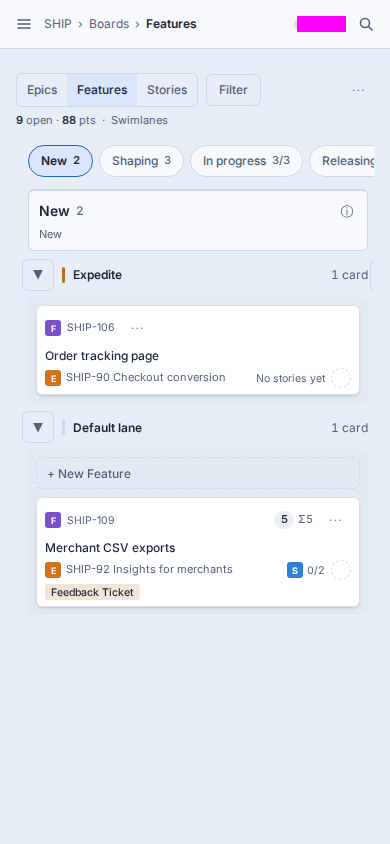 SHIP › Boards › Features
Epics Features Stories Filter ...
9 open · 88 pts · Swimlanes
New 2 Shaping 3 In progress 3/3 Releasing
New 2
New
Expedite 1 card
F SHIP-106 ...
Order tracking page
E SHIP-90 Checkout conversion No stories yet
Default lane 1 card
+ New Feature
F SHIP-109 5 Σ5 ...
Merchant CSV exports
E SHIP-92 Insights for merchants S 0/2
Feedback Ticket